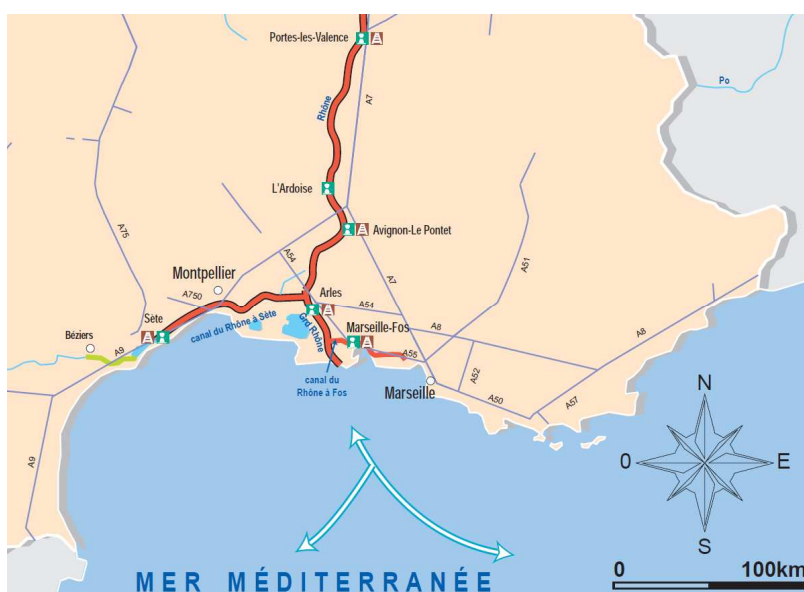 Portes-les-Valence
Po
A7
Rhône
L'Ardoise
A75
Avignon-Le Pontet
A54
A51
Montpellier
A7
A750
Arles
A54
Sète
Marseille-Fos
Grd Rhône
A8
A8
canal du Rhône à Sète
Béziers
A9
A55
canal du
Rhône à Fos
A52
Marseille
A50
A57
N
A9
O
E
S
0
100km
MER MÉDITERRANÉE